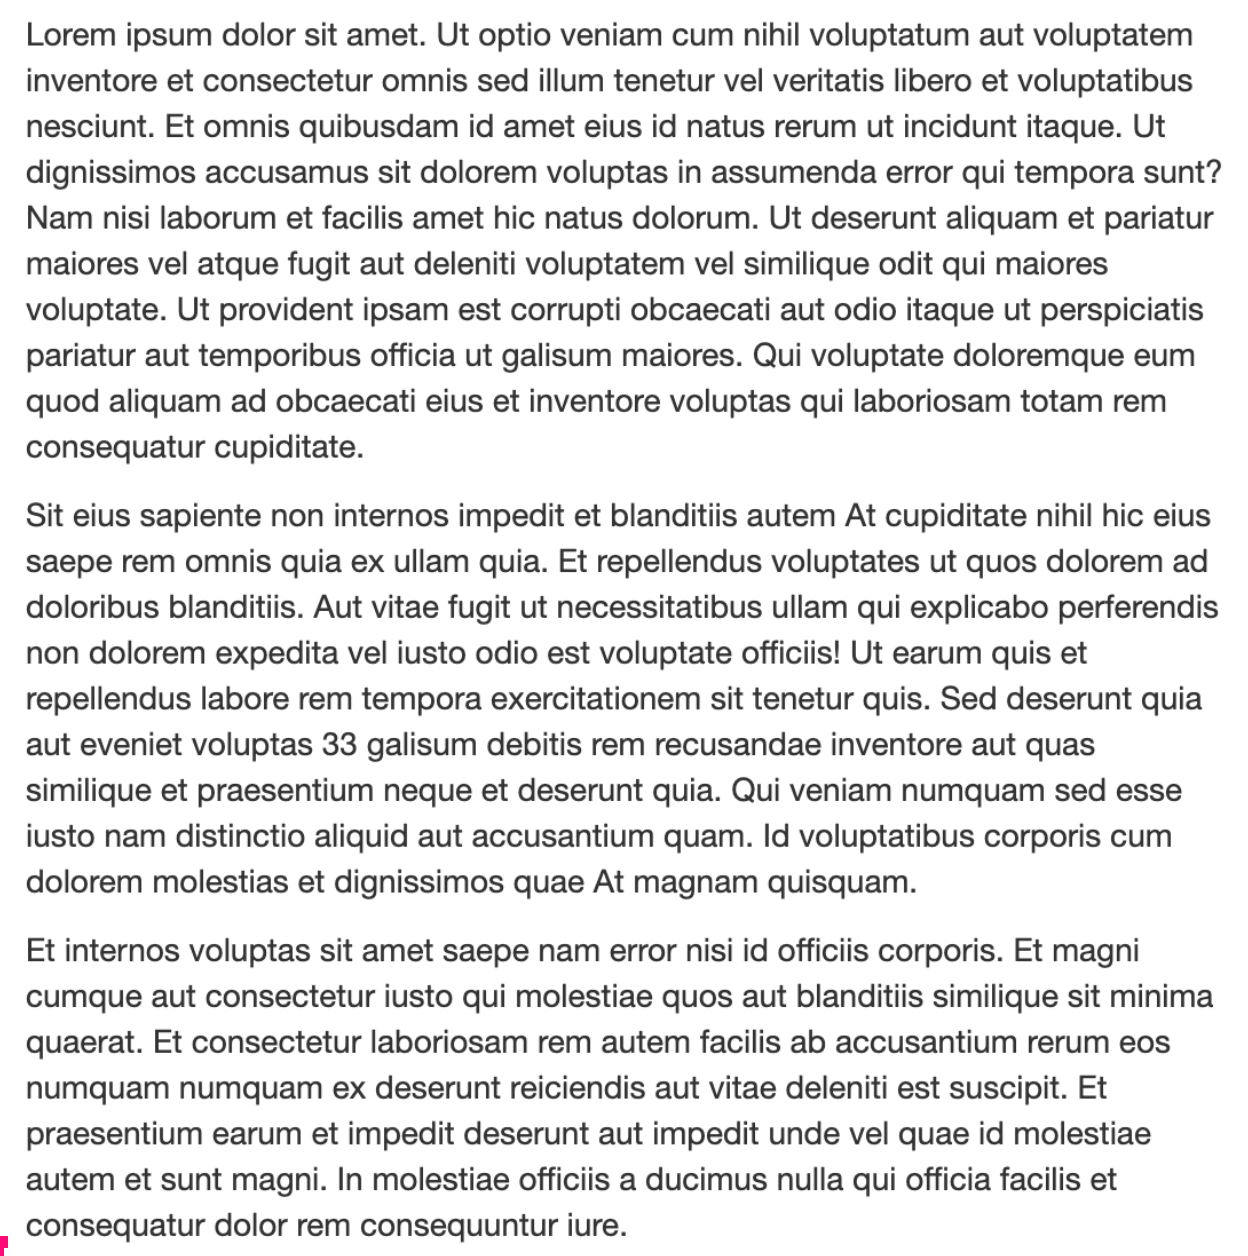 Lorem ipsum dolor sit amet. Ut optio veniam cum nihil voluptatum aut voluptatem
inventore et consectetur omnis sed illum tenetur vel veritatis libero et voluptatibus
nesciunt. Et omnis quibusdam id amet eius id natus rerum ut incidunt itaque. Ut
dignissimos accusamus sit dolorem voluptas in assumenda error qui tempora sunt?
Nam nisi laborum et facilis amet hic natus dolorum. Ut deserunt aliquam et pariatur
maiores vel atque fugit aut deleniti voluptatem vel similique odit qui maiores
voluptate. Ut provident ipsam est corrupti obcaecati aut odio itaque ut perspiciatis
pariatur aut temporibus officia ut galisum maiores. Qui voluptate doloremque eum
quod aliquam ad obcaecati eius et inventore voluptas qui laboriosam totam rem
consequatur cupiditate.
Sit eius sapiente non internos impedit et blanditiis autem At cupiditate nihil hic eius
saepe rem omnis quia ex ullam quia. Et repellendus voluptates ut quos dolorem ad
doloribus blanditiis. Aut vitae fugit ut necessitatibus ullam qui explicabo perferendis
non dolorem expedita vel iusto odio est voluptate officiis! Ut earum quis et
repellendus labore rem tempora exercitationem sit tenetur quis. Sed deserunt quia
aut eveniet voluptas 33 galisum debitis rem recusandae inventore aut quas
similique et praesentium neque et deserunt quia. Qui veniam numquam sed esse
iusto nam distinctio aliquid aut accusantium quam. Id voluptatibus corporis cum
dolorem molestias et dignissimos quae At magnam quisquam.
Et internos voluptas sit amet saepe nam error nisi id officiis corporis. Et magni
cumque aut consectetur iusto qui molestiae quos aut blanditiis similique sit minima
quaerat. Et consectetur laboriosam rem autem facilis ab accusantium rerum eos
numquam numquam ex deserunt reiciendis aut vitae deleniti est suscipit. Et
praesentium earum et impedit deserunt aut impedit unde vel quae id molestiae
autem et sunt magni. In molestiae officiis a ducimus nulla qui officia facilis et
consequatur dolor rem consequuntur iure.